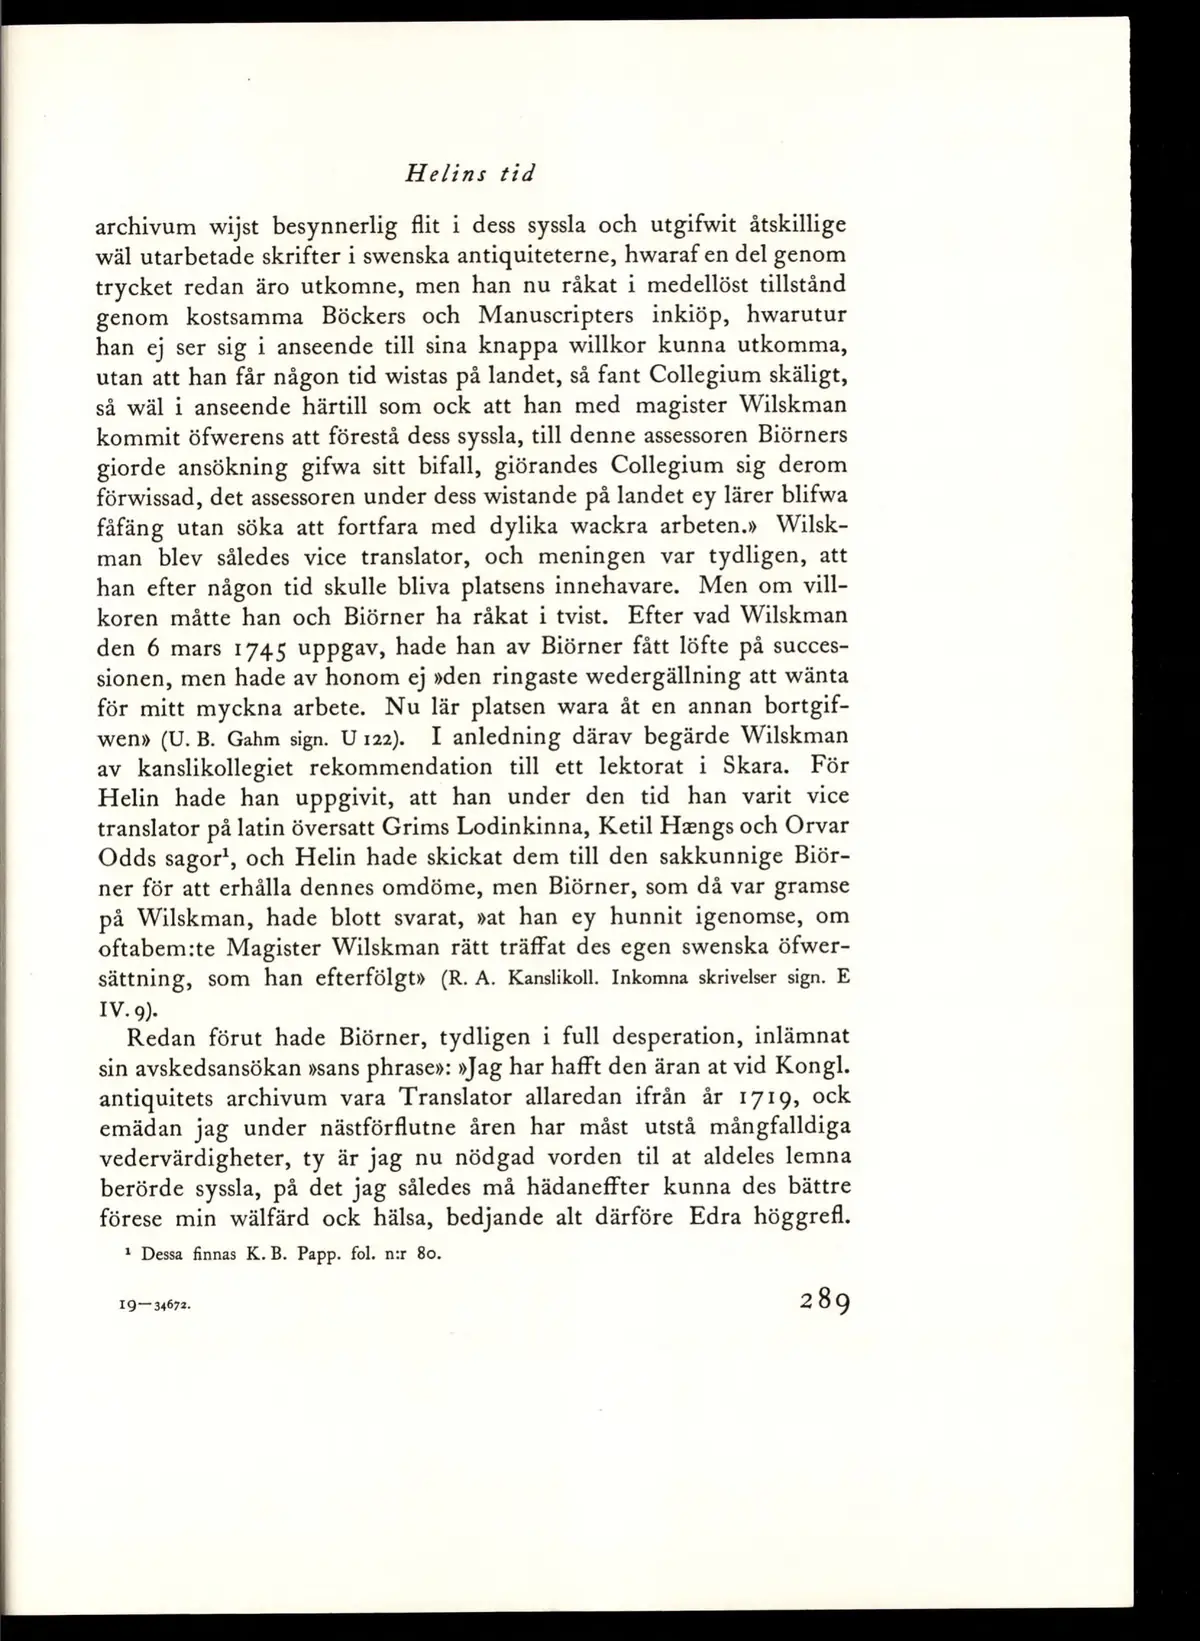 Helins tid
archivum wijst besynnerlig flit i dess syssla och utgifwit åtskillige
wäl utarbetade skrifter i swenska antiquiteterne, hwaraf en del genom
trycket redan äro utkomne, men han nu råkat i medellöst tillstånd
genom kostsamma Böckers och Manuscripters inkiöp, hwarutur
han ej ser sig i anseende till sina knappa willkor kunna utkomma,
utan att han får någon tid wistas på landet, så fant Collegium skäligt,
så wäl i anseende härtill som ock att han med magister Wilskman
kommit öfwerens att förestå dess syssla, till denne assessoren Biörners
giorde ansökning gifwa sitt bifall, giörandes Collegium sig derom
förwissad, det assessoren under dess wistande på landet ey lärer blifwa
fåfäng utan söka att fortfara med dylika wackra arbeten.» Wilsk-
man blev således vice translator, och meningen var tydligen, att
han efter någon tid skulle bliva platsens innehavare. Men om vill-
koren måtte han och Biörner ha råkat i tvist. Efter vad Wilskman
den 6 mars 1745 uppgav, hade han av Biörner fått löfte på succes-
sionen, men hade av honom ej »den ringaste wedergällning att wänta
för mitt myckna arbete. Nu lär platsen wara åt en annan bortgif-
wen» (U. B. Gahm sign. U 122). I anledning därav begärde Wilskman
av kanslikollegiet rekommendation till ett lektorat i Skara. För
Helin hade han uppgivit, att han under den tid han varit vice
translator på latin översatt Grims Lodinkinna, Ketil Hængs och Orvar
Odds sagor¹, och Helin hade skickat dem till den sakkunnige Biör-
ner för att erhålla dennes omdöme, men Biörner, som då var gramse
på Wilskman, hade blott svarat, »at han ey hunnit igenomse, om
oftabem:te Magister Wilskman rätt träffat des egen swenska öfwer-
sättning, som han efterfölgt» (R. A. Kanslikoll. Inkomna skrivelser sign. E
IV. 9).
Redan förut hade Biörner, tydligen i full desperation, inlämnat
sin avskedsansökan »sans phrase»: »Jag har hafft den äran at vid Kongl.
antiquitets archivum vara Translator allaredan ifrån år 1719, ock
emädan jag under nästförflutne åren har måst utstå mångfalldiga
vedervärdigheter, ty är jag nu nödgad vorden til at aldeles lemna
berörde syssla, på det jag således må hädaneffter kunna des bättre
förese min wälfärd ock hälsa, bedjande alt därföre Edra höggrefl.
¹ Dessa finnas K. B. Papp. fol. n:r 80.
19—34672.
289